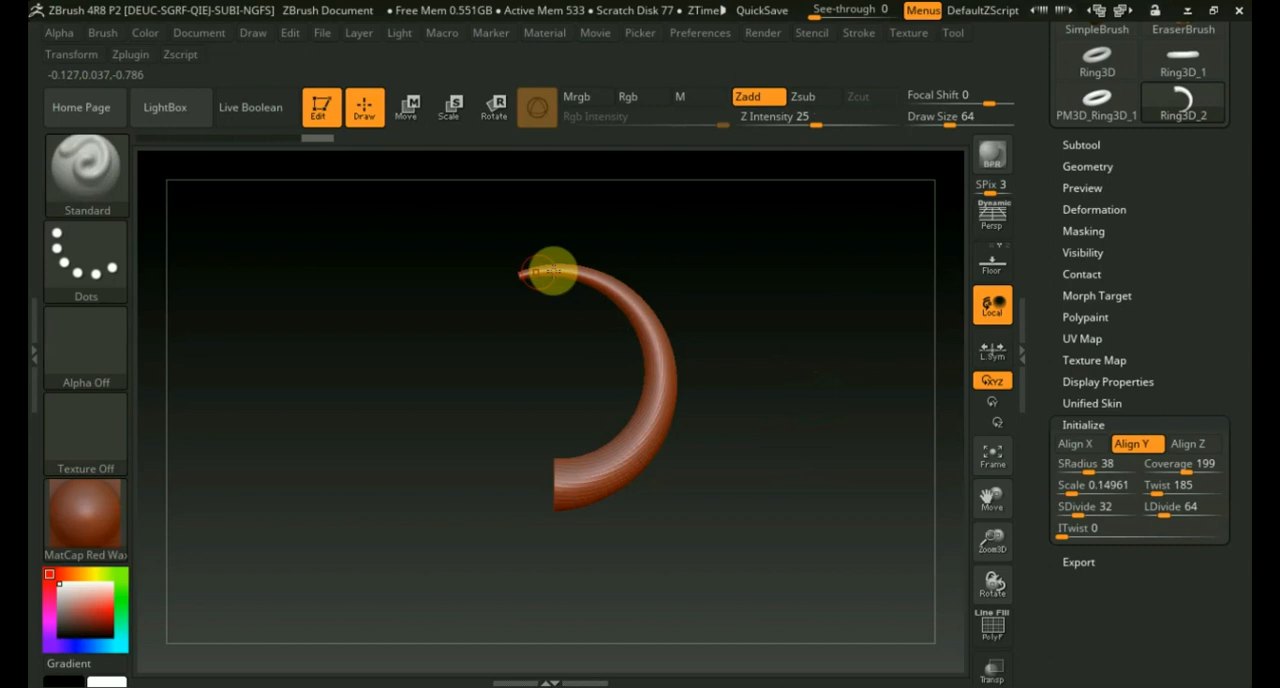 ZBrush 4R8 P2 [DEUC-SGRF-QIEJ-SUBI-NGFS] ZBrush Document • Free Mem 0.551GB • Active Mem 533 • Scratch Disk 77 • ZTime QuickSave See-through 0 Menus DefaultZScript
Alpha Brush Color Document Draw Edit File Layer Light Macro Marker Material Movie Picker Preferences Render Stencil Stroke Texture Tool
Transform Zplugin Zscript
-0.127,0.037,-0.786
Home Page LightBox Live Boolean Edit Draw Move Scale Rotate
M S R
Mrgb Rgb M Zadd Zsub Zcut Focal Shift 0
Rgb Intensity Z Intensity 25 Draw Size 64
Standard
Dots
Alpha Off
Texture Off
MatCap Red Wax
Gradient
BPR
SPix 3
Dynamic
Persp
Floor
Local
L.Sym
XYZ
Y
Z
Frame
Move
Zoom3D
Rotate
Line Fill
PolyF
Transp
SimpleBrush EraserBrush
Ring3D Ring3D_1
PM3D_Ring3D_1 Ring3D_2
Subtool
Geometry
Preview
Deformation
Masking
Visibility
Contact
Morph Target
Polypaint
UV Map
Texture Map
Display Properties
Unified Skin
Initialize
Align X Align Y Align Z
SRadius 38 Coverage 199
Scale 0.14961 Twist 185
SDivide 32 LDivide 64
ITwist 0
Export